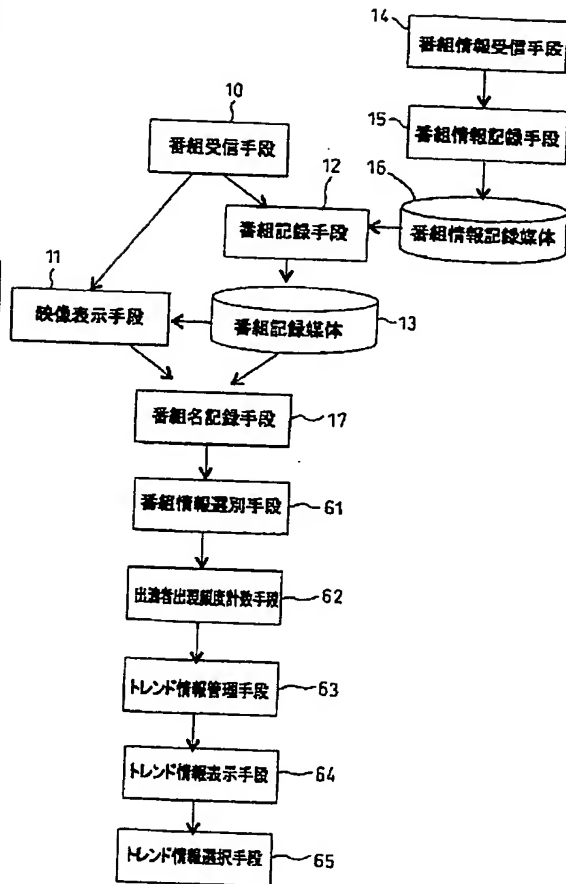 14
番組情報受信手段
10
15
番組受信手段
番組情報記録手段
12
16
番組記録手段
番組情報記録媒体
11
映像表示手段
番組記録媒体
13
番組名記録手段
17
番組情報選別手段
61
出演者出現頻度計数手段
62
トレンド情報管理手段
63
トレンド情報表示手段
64
トレンド情報選択手段
65